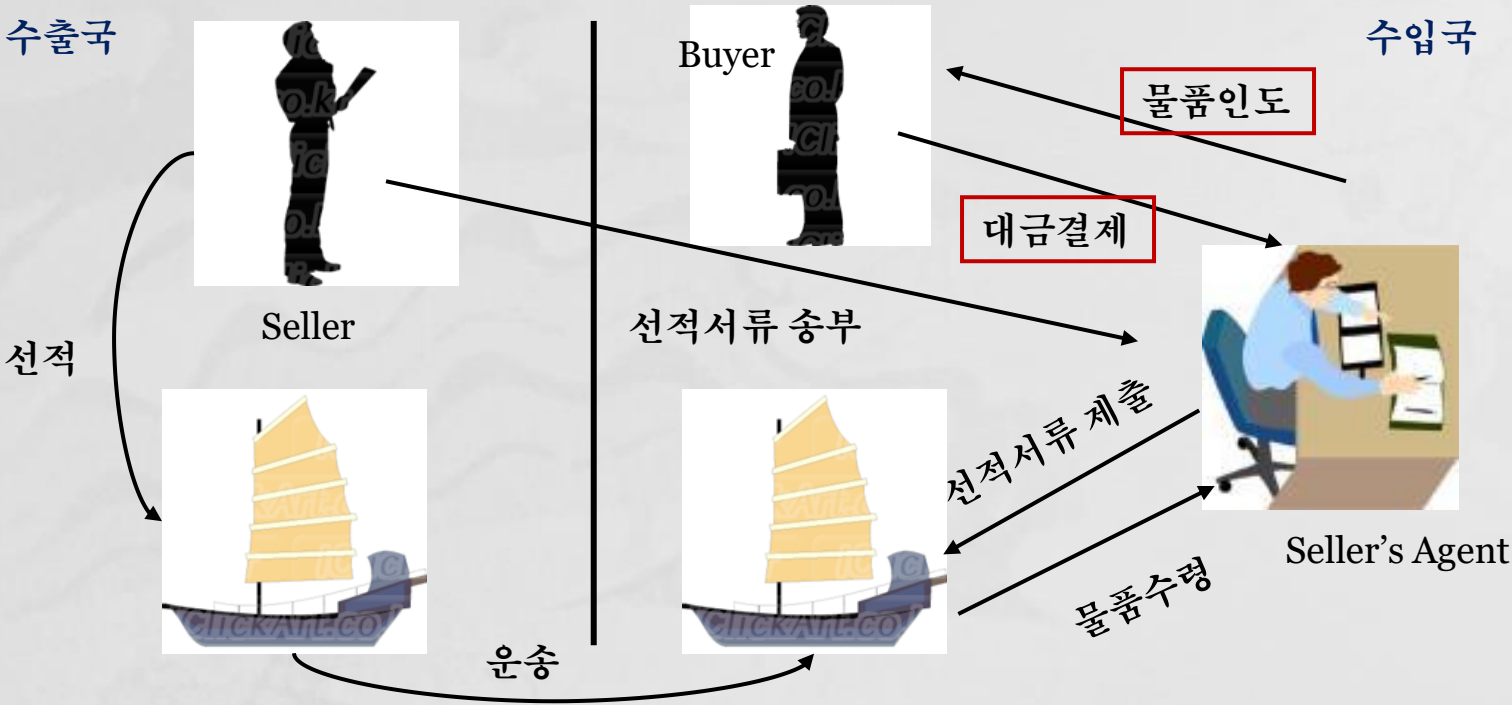 수출국
Buyer
수입국
물품인도
대금결제
Seller
선적서류 송부
선적
선적서류 제출
Seller's Agent
물품수령
운송